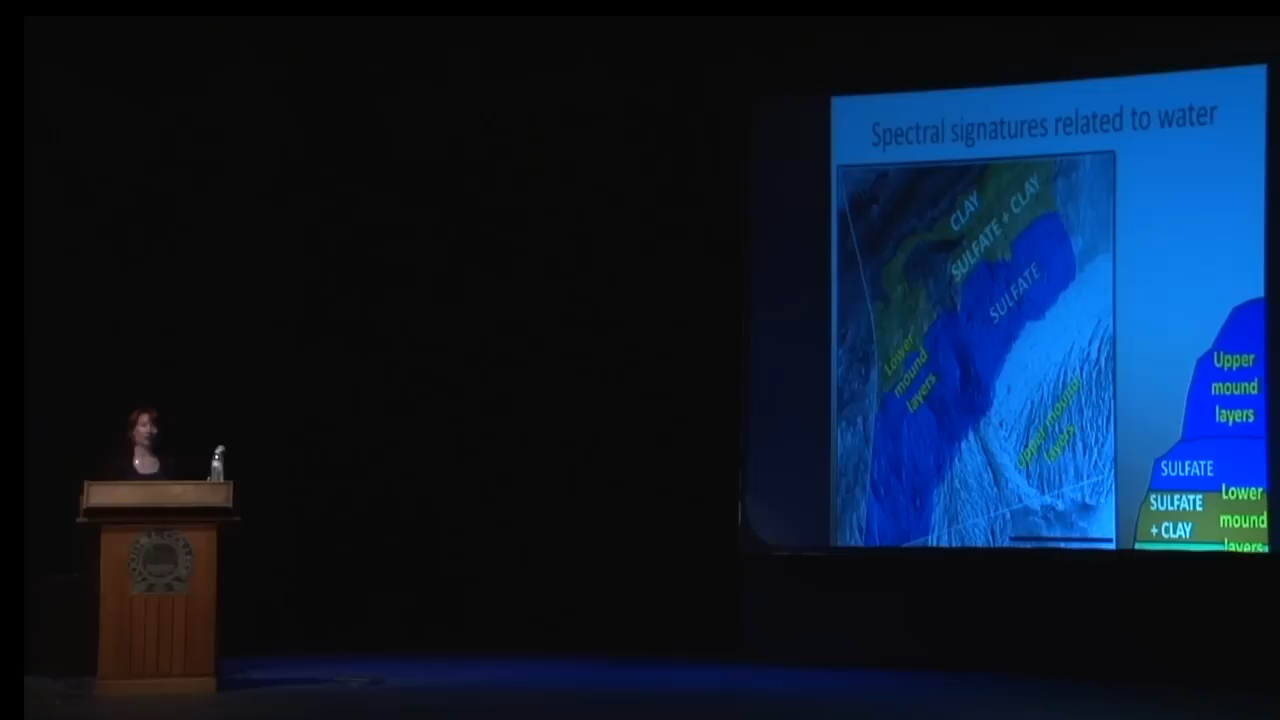 Spectral signatures related to water
CLAY
SULFATE + CLAY
SULFATE
Lower
mound
layers
Upper mound
layers
Upper
mound
layers
SULFATE
SULFATE
+ CLAY
Lower
mound
layers